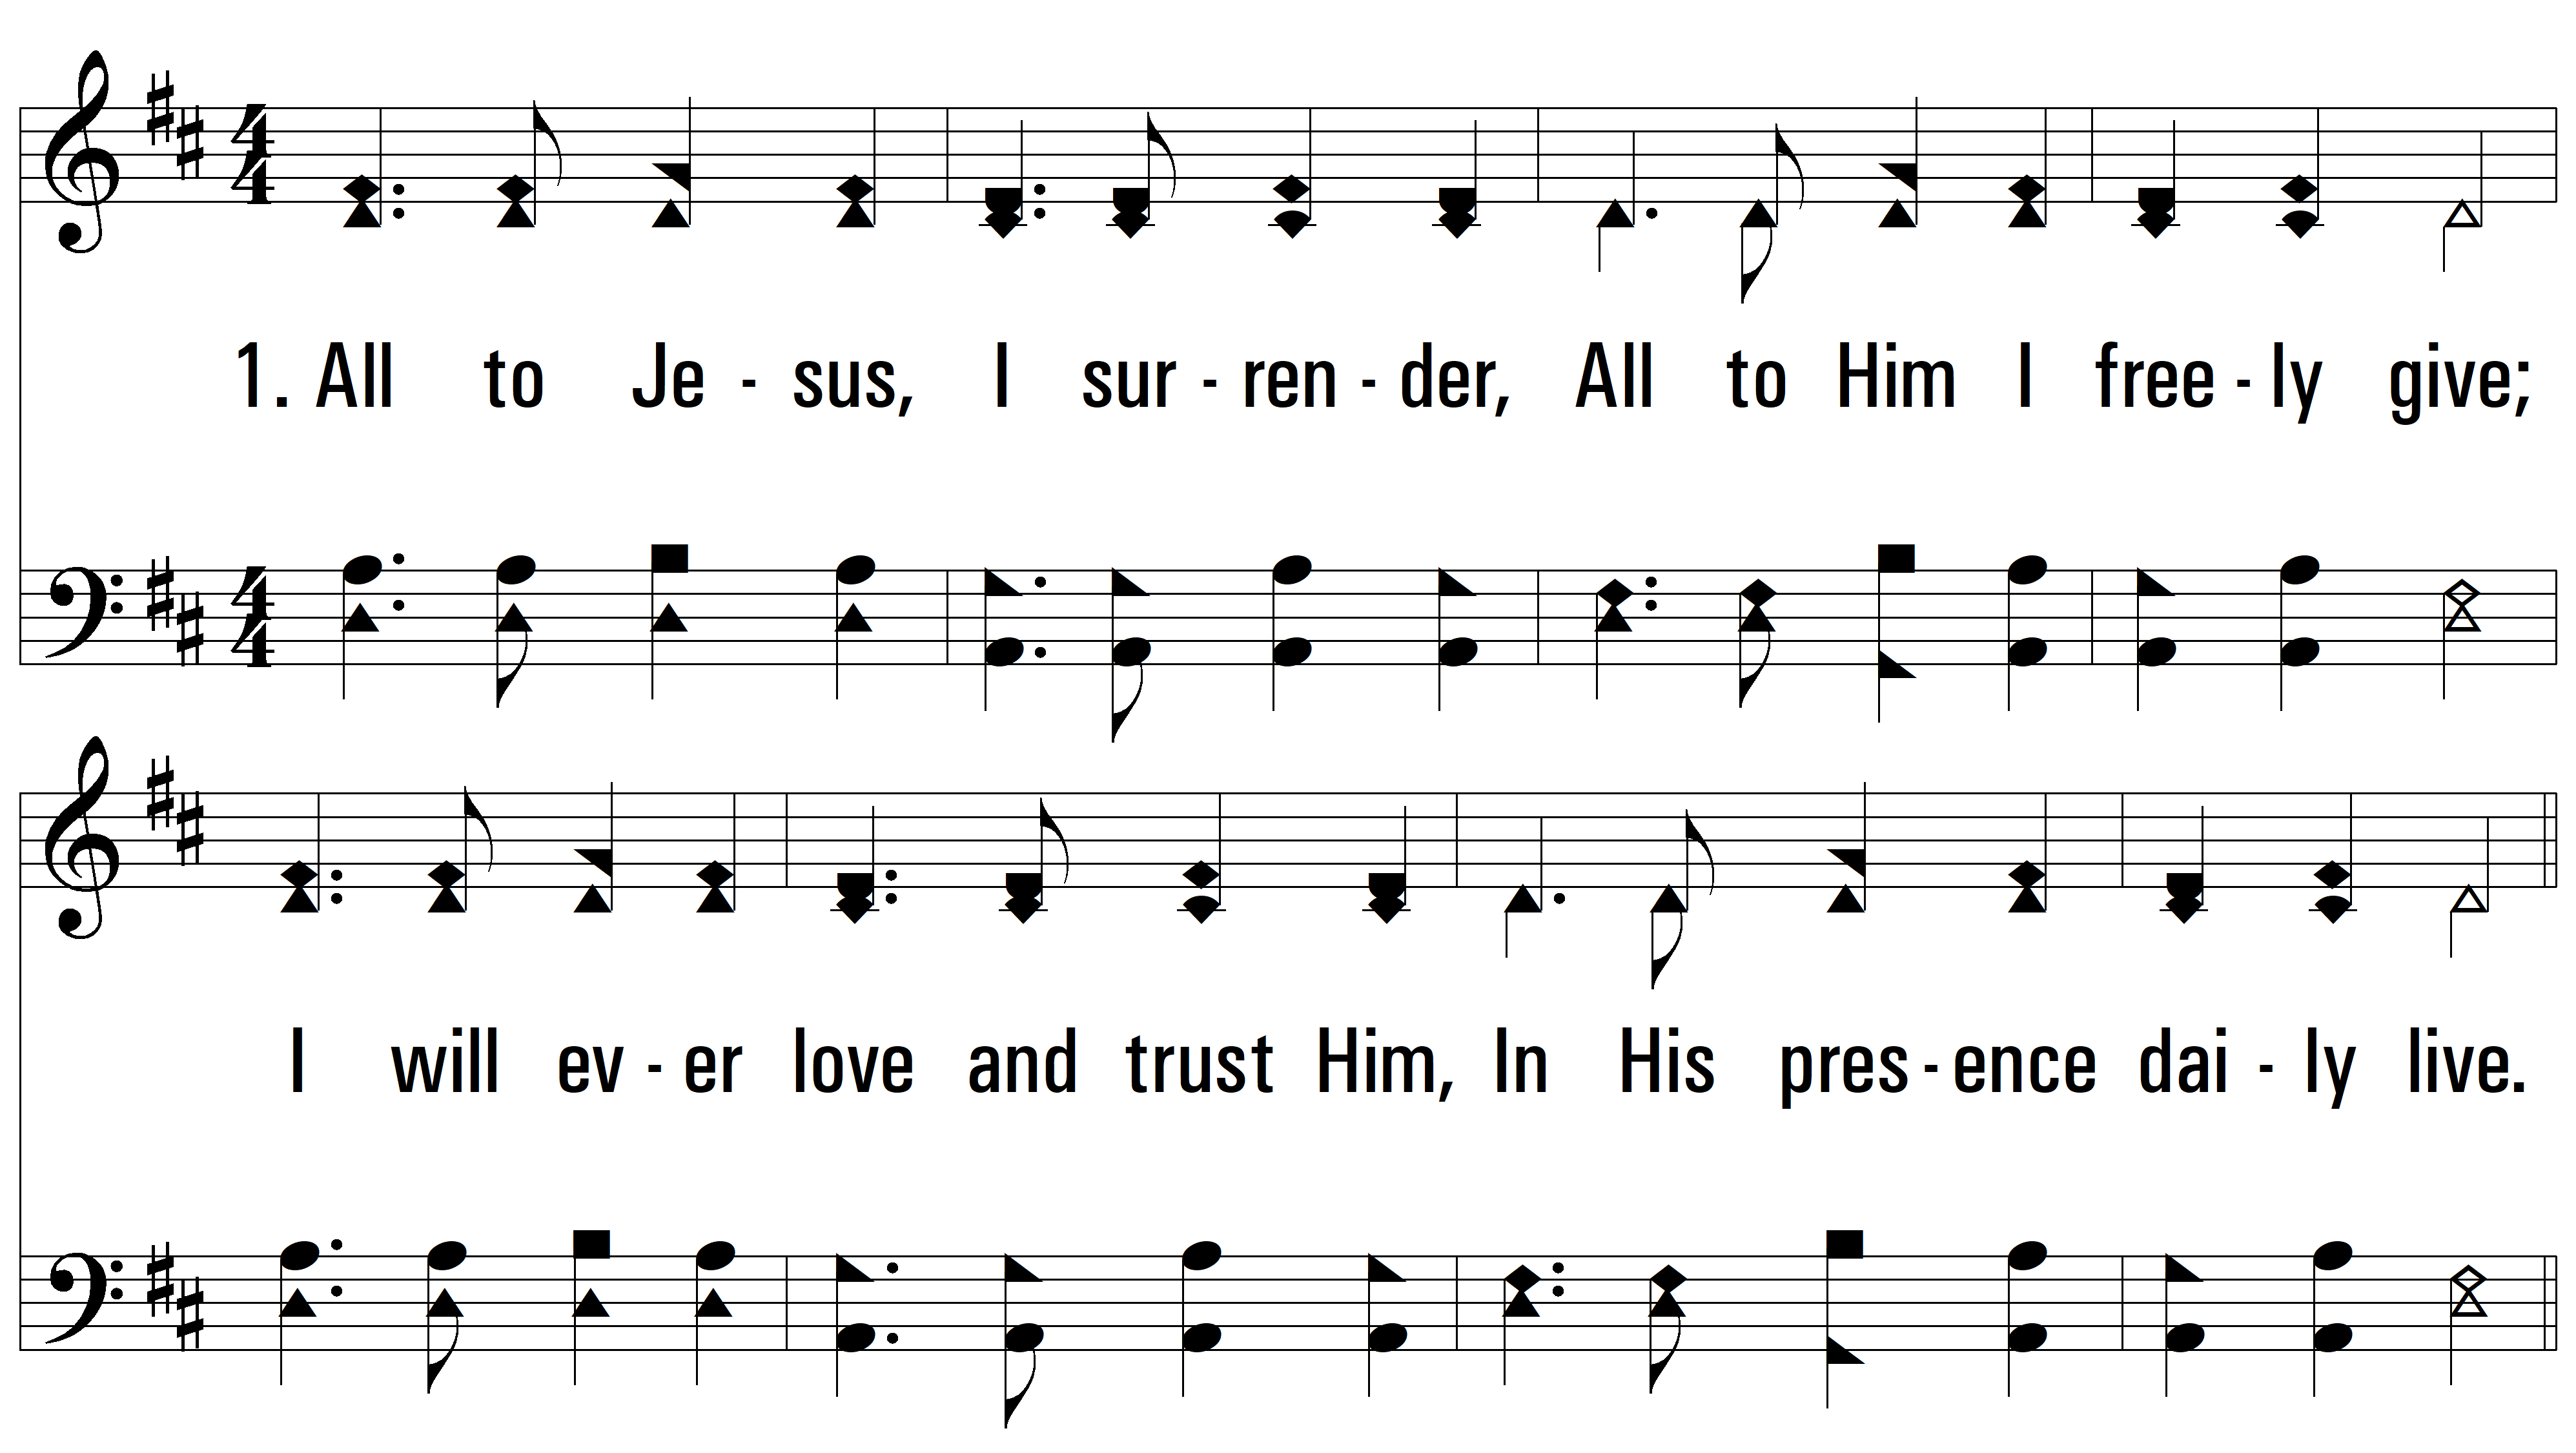 1. All to Je - sus, I sur - ren - der, All to Him I free - ly give;
I will ev - er love and trust Him, In His pres - ence dai - ly live.